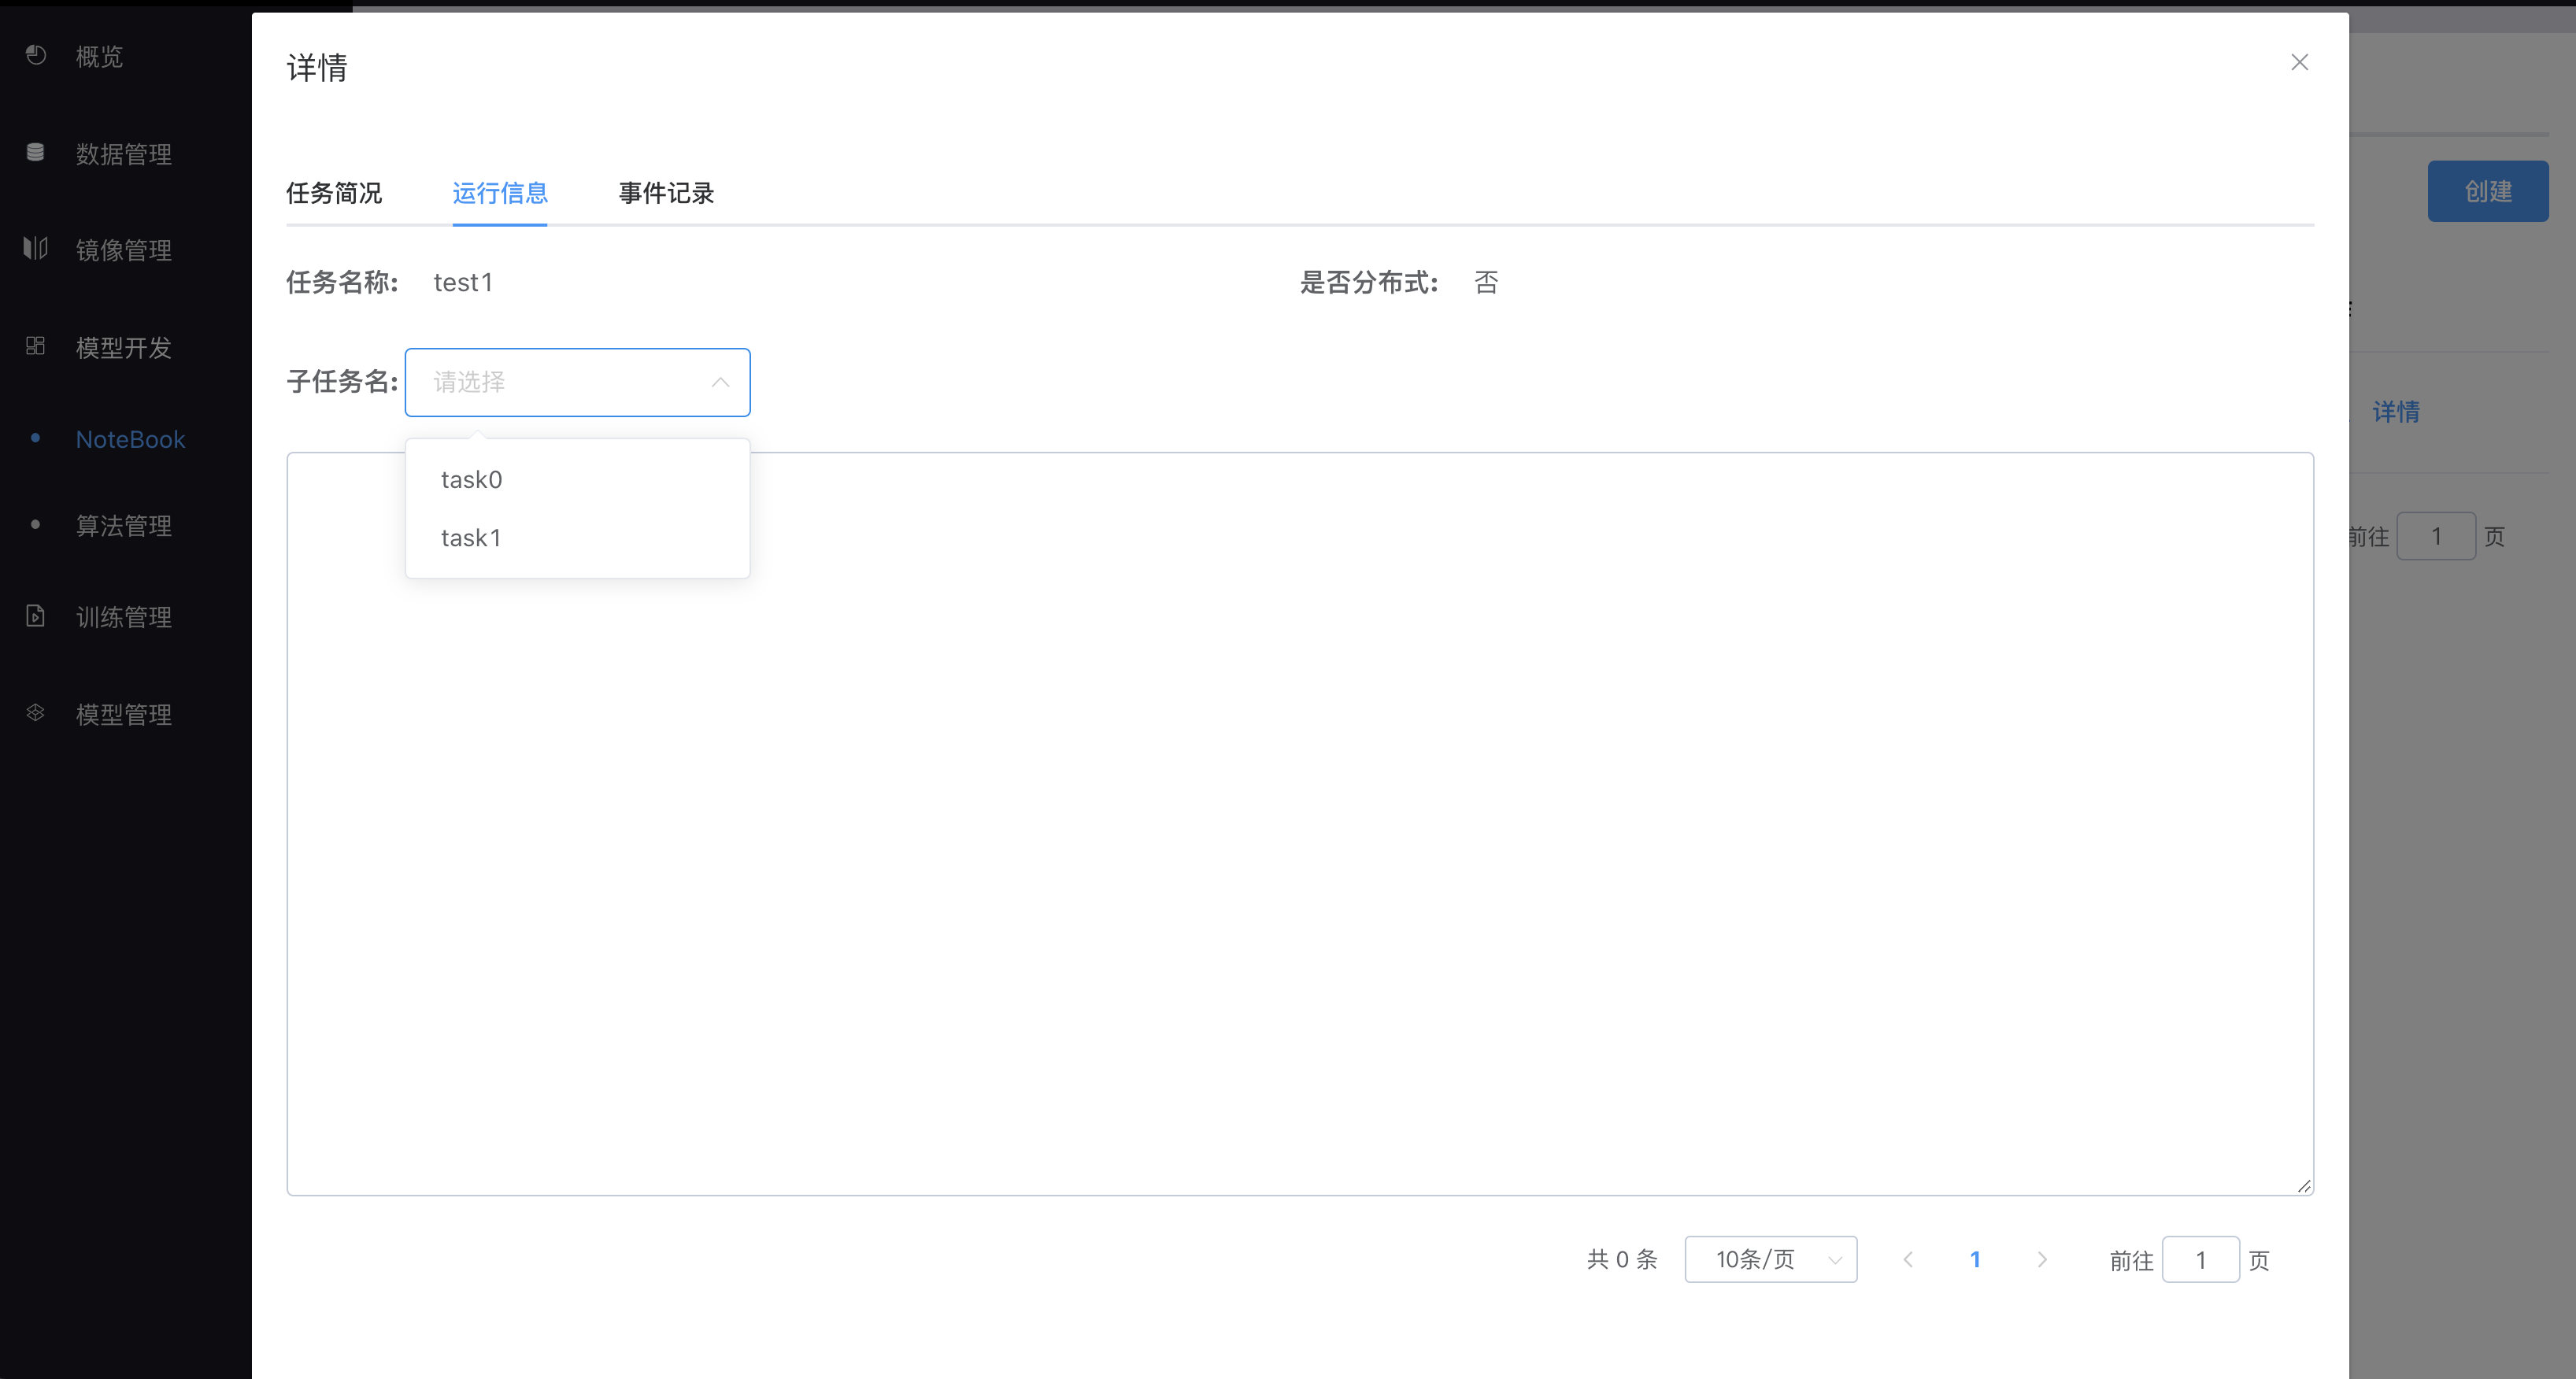 概览
数据管理
镜像管理
模型开发
NoteBook
算法管理
训练管理
模型管理
详情
任务简况 运行信息 事件记录
任务名称: test1 是否分布式: 否
子任务名: 请选择
task0
task1
共 0 条 10条/页 1 前往 1 页
创建
详情
前往 1 页